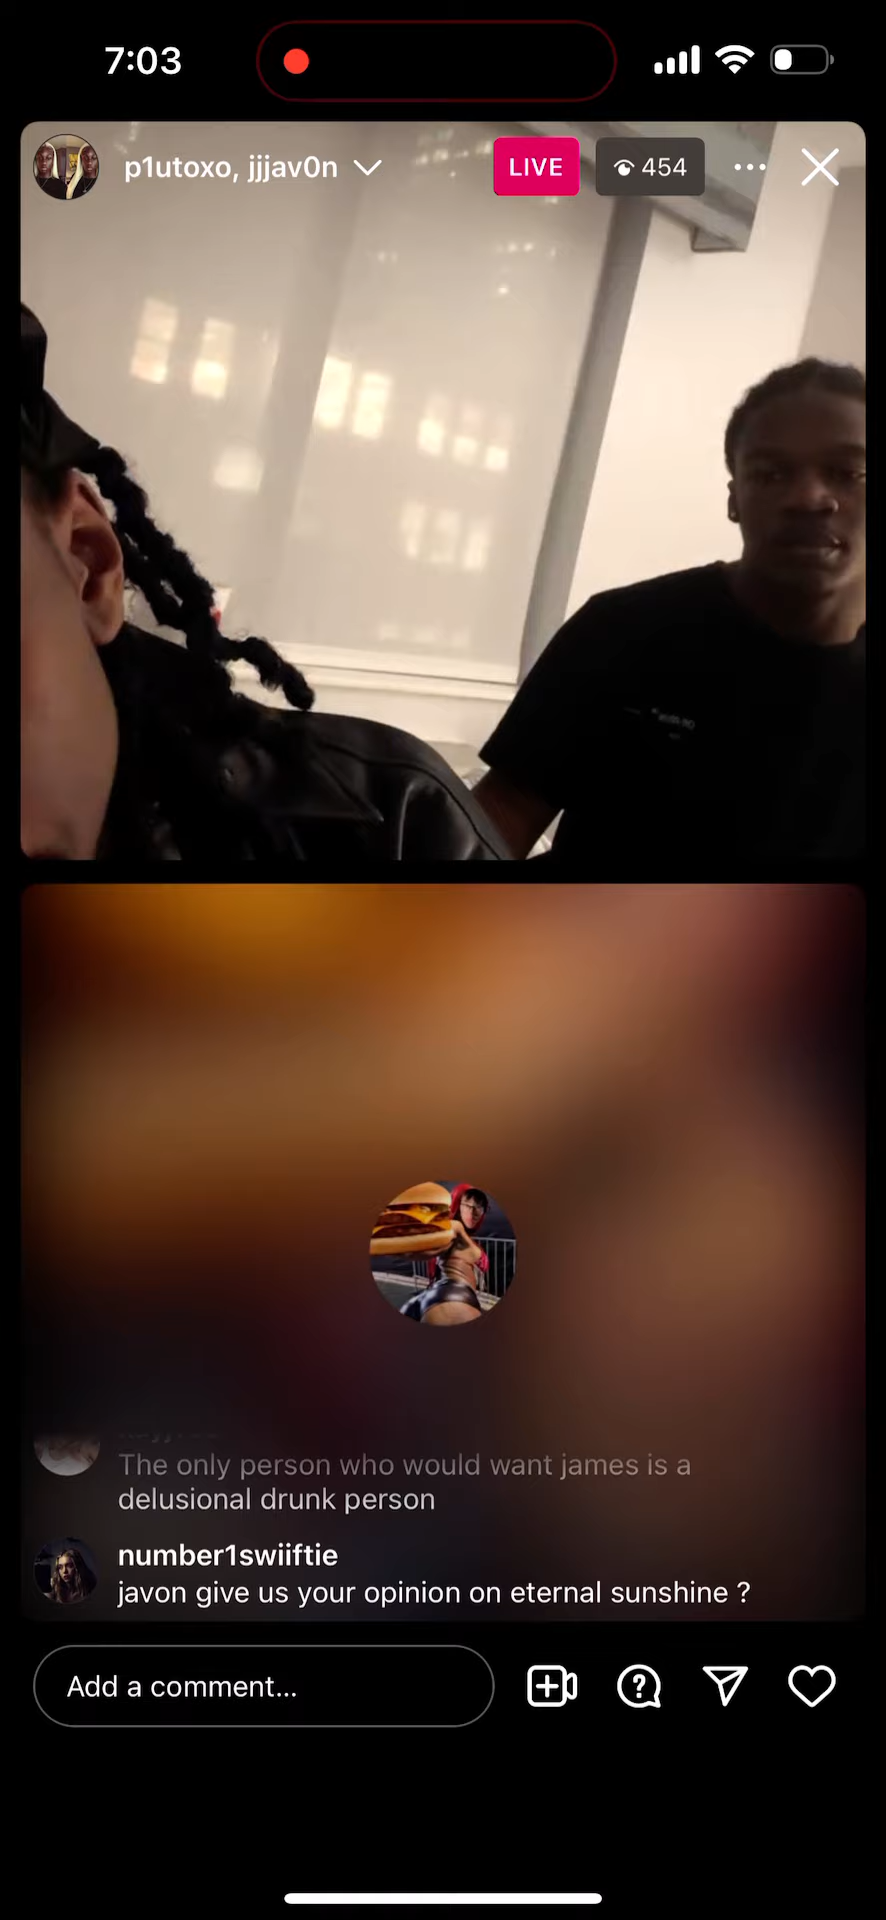 7:03
p1utoxo, jjjav0n
LIVE
454
The only person who would want james is a
delusional drunk person
number1swiiftie
javon give us your opinion on eternal sunshine ?
Add a comment...